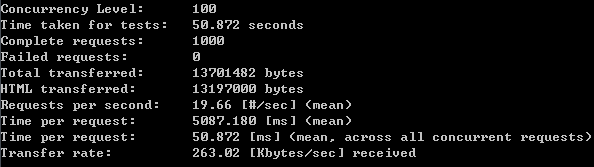 Concurrency Level:      100
Time taken for tests:   50.872 seconds
Complete requests:      1000
Failed requests:        0
Total transferred:      13701482 bytes
HTML transferred:       13197000 bytes
Requests per second:    19.66 [#/sec] (mean)
Time per request:       5087.180 [ms] (mean)
Time per request:       50.872 [ms] (mean, across all concurrent requests)
Transfer rate:          263.02 [Kbytes/sec] received